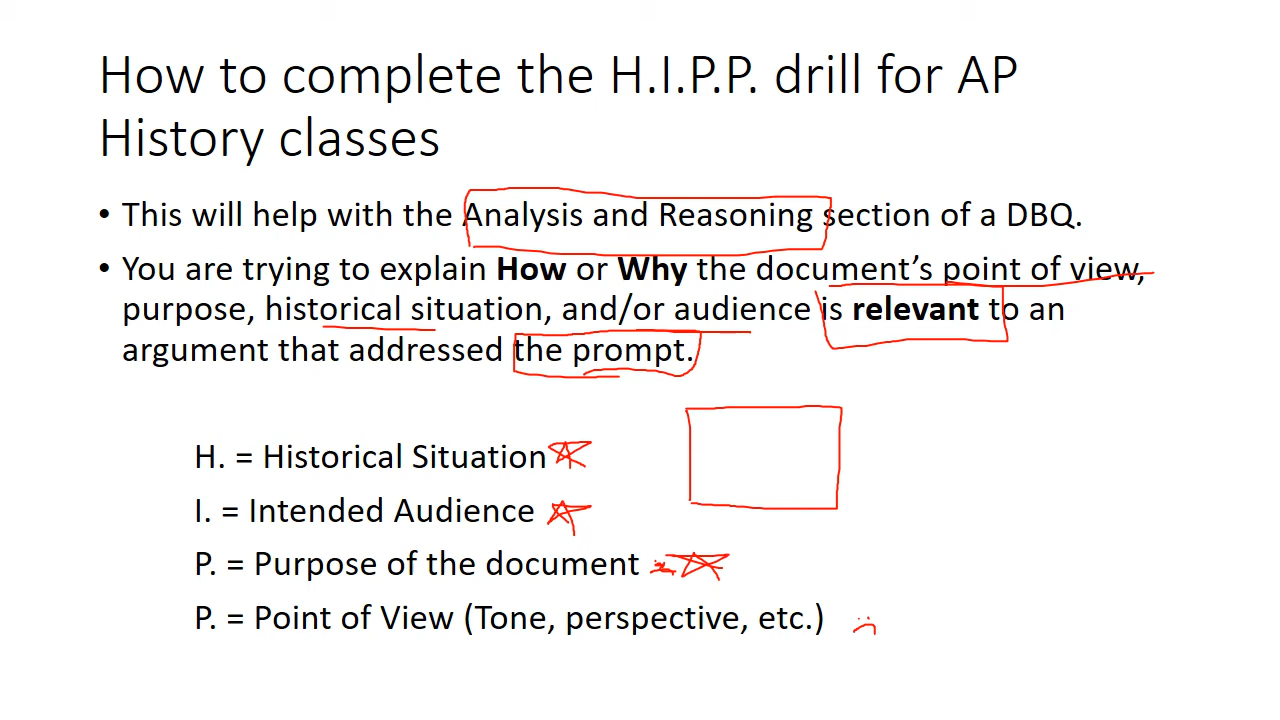 How to complete the H.I.P.P. drill for AP
History classes
• This will help with the Analysis and Reasoning section of a DBQ.
• You are trying to explain How or Why the document’s point of view,
purpose, historical situation, and/or audience is relevant to an
argument that addressed the prompt.
H. = Historical Situation
I. = Intended Audience
P. = Purpose of the document
P. = Point of View (Tone, perspective, etc.)